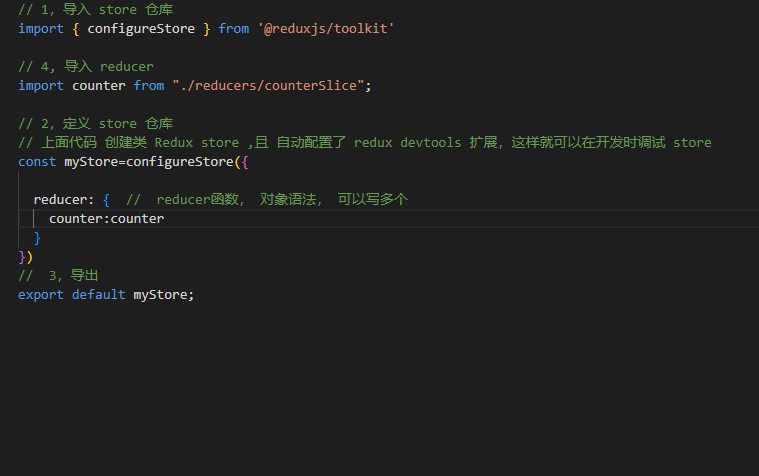 // 1，导入 store 仓库
import { configureStore } from '@reduxjs/toolkit'
// 4, 导入 reducer
import counter from "./reducers/counterSlice";
// 2，定义 store 仓库
// 上面代码 创建类 Redux store ,且 自动配置了 redux devtools 扩展，这样就可以在开发时调试 store
const myStore=configureStore({
reducer: { // reducer函数， 对象语法， 可以写多个
counter:counter
}
})
// 3，导出
export default myStore;